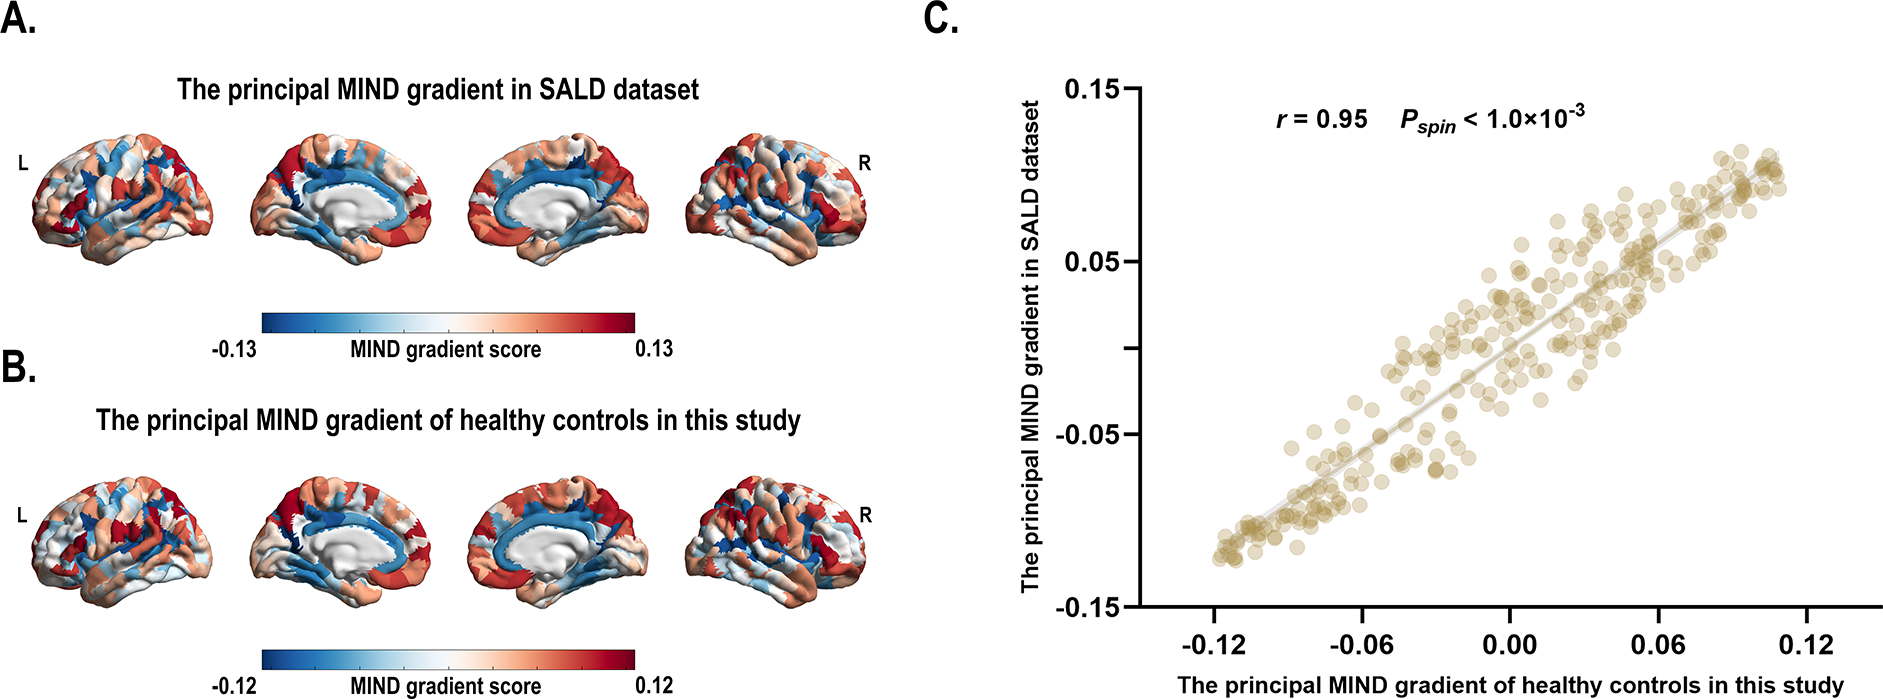 A.
The principal MIND gradient in SALD dataset
L
R
-0.13
MIND gradient score
0.13
B.
The principal MIND gradient of healthy controls in this study
L
R
-0.12
MIND gradient score
0.12
C.
r = 0.95 Pspin < 1.0×10-3
The principal MIND gradient in SALD dataset
0.15
0.05
-0.05
-0.15
-0.12
-0.06
0.00
0.06
0.12
The principal MIND gradient of healthy controls in this study